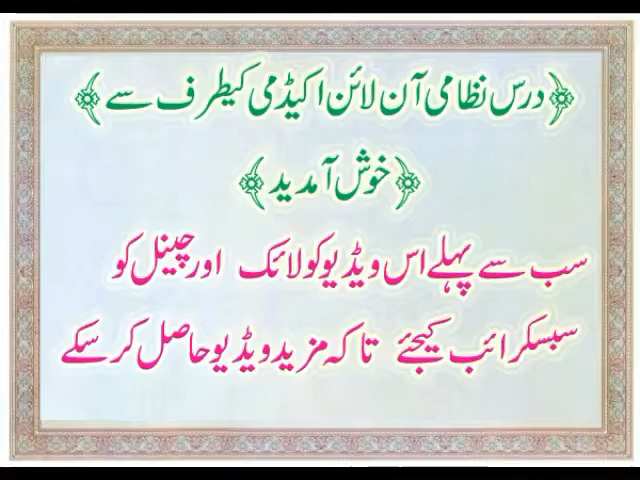 ﴿درس نظامی آن لائن اکیڈمی کیطرف سے﴾
﴿خوش آمدید﴾
سب سے پہلے اس ویڈیو کو لائک اور چینل کو
سبسکرائب کیجئے تاکہ مزید ویڈیو حاصل کر سکے